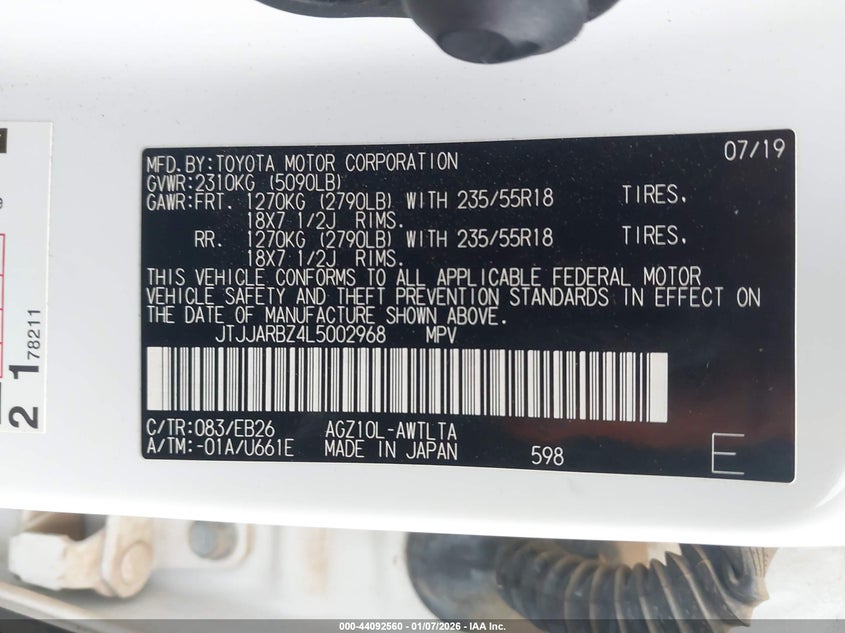 07/19
MFD.BY:TOYOTA MOTOR CORPORATION
GVWR:2310KG (5090LB)
GAWR:FRT. 1270KG (2790LB) WITH 235/55R18 TIRES.
18X7 1/2J RIMS.
RR. 1270KG (2790LB) WITH 235/55R18 TIRES.
18X7 1/2J RIMS.
THIS VEHICLE CONFORMS TO ALL APPLICABLE FEDERAL MOTOR
VEHICLE SAFETY AND THEFT PREVENTION STANDARDS IN EFFECT ON
THE DATE OF MANUFACTURE SHOWN ABOVE.
JTJJARBZ4L5002968 MPV
C/TR:083/EB26 AGZ10L-AWTLTA
A/TM:-01A/U661E MADE IN JAPAN 598 E
21 78211
000-44092560 - 01/07/2026 - IAA Inc.